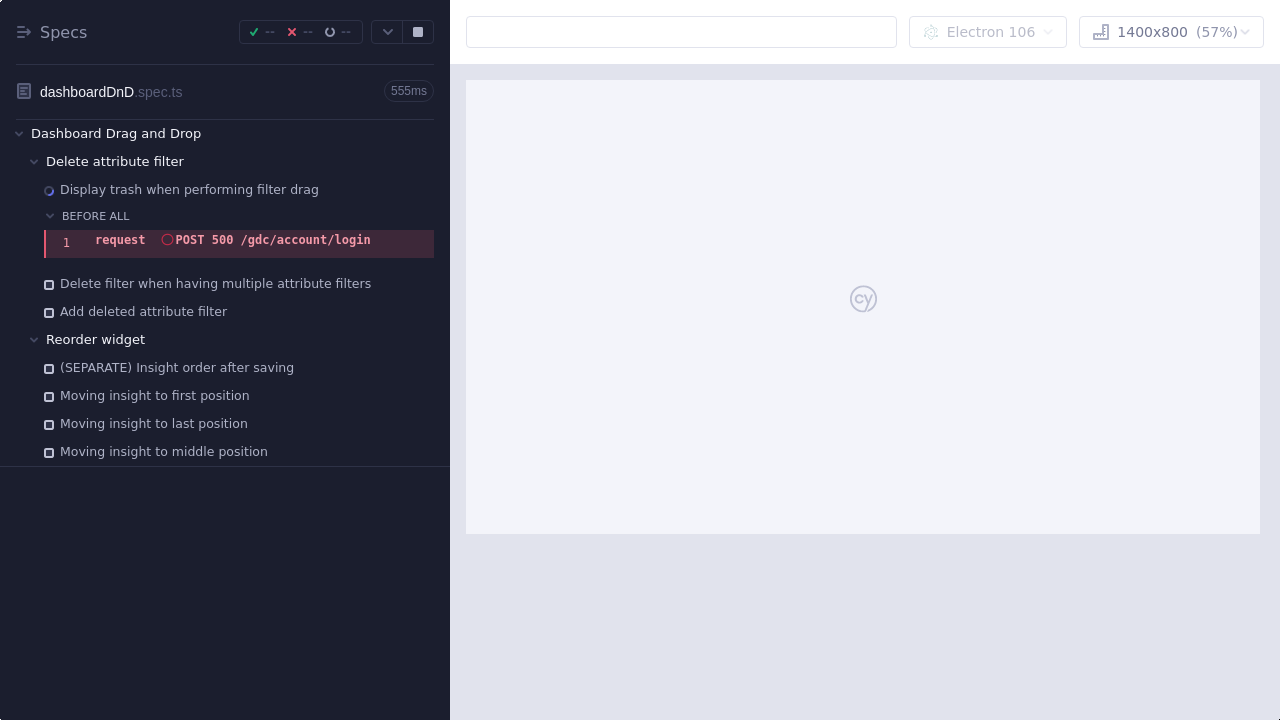 Specs
-- -- --
dashboardDnD.spec.ts 555ms
Dashboard Drag and Drop
Delete attribute filter
Display trash when performing filter drag
BEFORE ALL
1 request POST 500 /gdc/account/login
Delete filter when having multiple attribute filters
Add deleted attribute filter
Reorder widget
(SEPARATE) Insight order after saving
Moving insight to first position
Moving insight to last position
Moving insight to middle position
Electron 106
1400x800 (57%)
cy